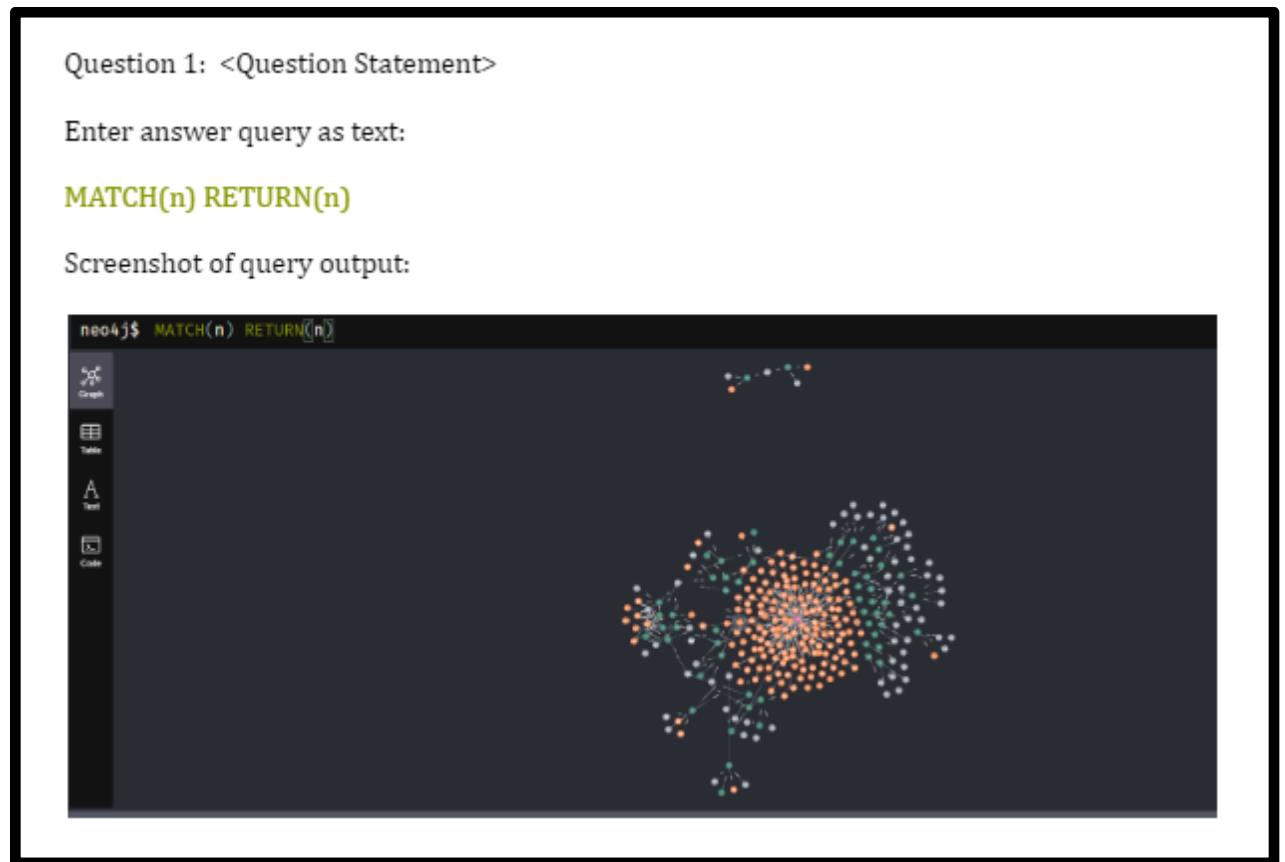 Question 1:  <Question Statement>
Enter answer query as text:
MATCH(n) RETURN(n)
Screenshot of query output:
neo4j$ MATCH(n) RETURN(n)
Graph
Table
A
Text
Code